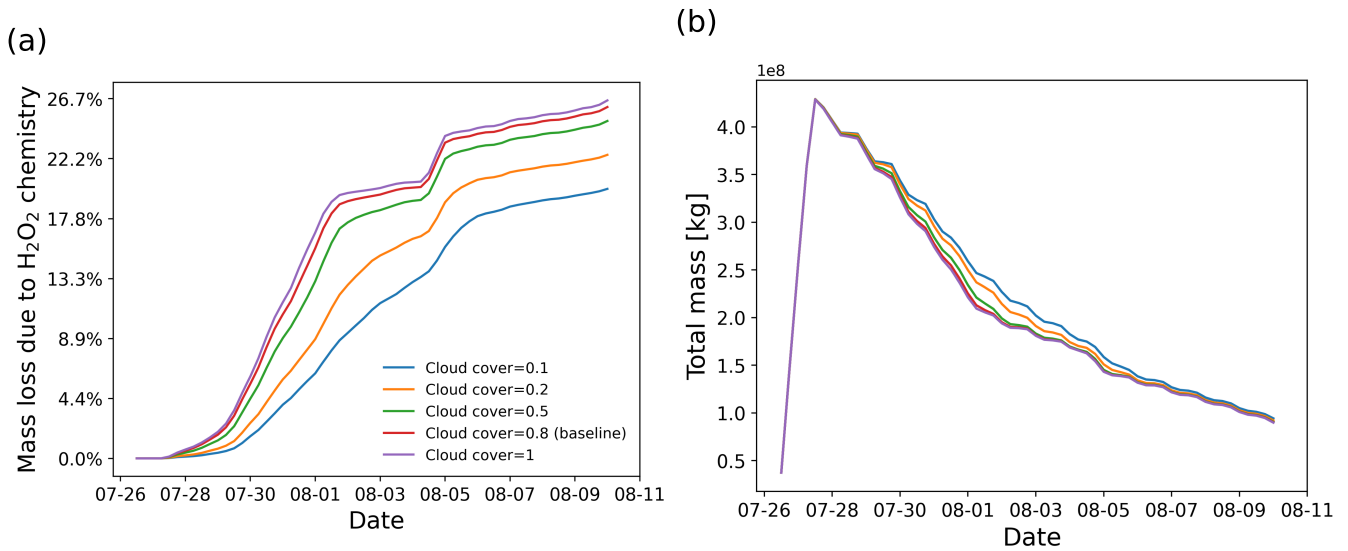 (a)
Mass loss due to H₂O₂ chemistry
26.7%
22.2%
17.8%
13.3%
8.9%
4.4%
0.0%
Cloud cover=0.1
Cloud cover=0.2
Cloud cover=0.5
Cloud cover=0.8 (baseline)
Cloud cover=1
07-26 07-28 07-30 08-01 08-03 08-05 08-07 08-09 08-11
Date
(b)
1e8
Total mass [kg]
4.0
3.5
3.0
2.5
2.0
1.5
1.0
0.5
07-26 07-28 07-30 08-01 08-03 08-05 08-07 08-09 08-11
Date